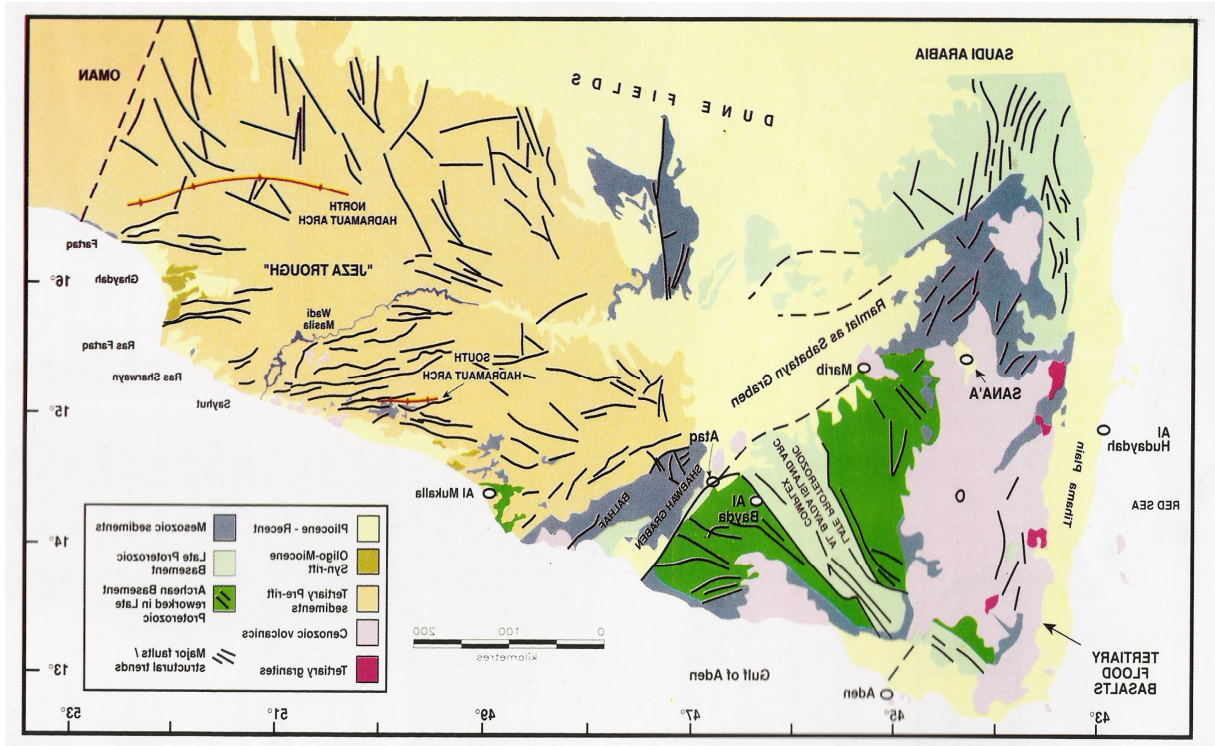 SAUDI ARABIA
OMAN
DUNE FIELDS
NORTH
HADRAMAUT ARCH
Fartaq
Ghaydah
"JEZA TROUGH"
16°
Wadi
Masila
Ramlat as Sabatayn Graben
Ras Fartaq
SOUTH
HADRAMAUT ARCH
Marib
SANA'A
Ras Sharwayn
Sayhut
15°
Ataq
Al
Hudaydah
Tihama Plain
LATE PROTEROZOIC
AL BAYDA ISLAND ARC
COMPLEX
SHABWAH GRABEN
BALHAF
Al Mukalla
Al
Bayda
RED SEA
14°
Mesozoic sediments
Late Proterozoic
Basement
Archean Basement
reworked in Late
Proterozoic
Major faults /
structural trends
Pliocene - Recent
Oligo-Miocene
Syn-rift
Tertiary Pre-rift
sediments
Cenozoic volcanics
Tertiary granites
0 100 200
kilometres
Gulf of Aden
Aden
TERTIARY
FLOOD
BASALTS
13°
43° 45° 47° 49° 51° 53°